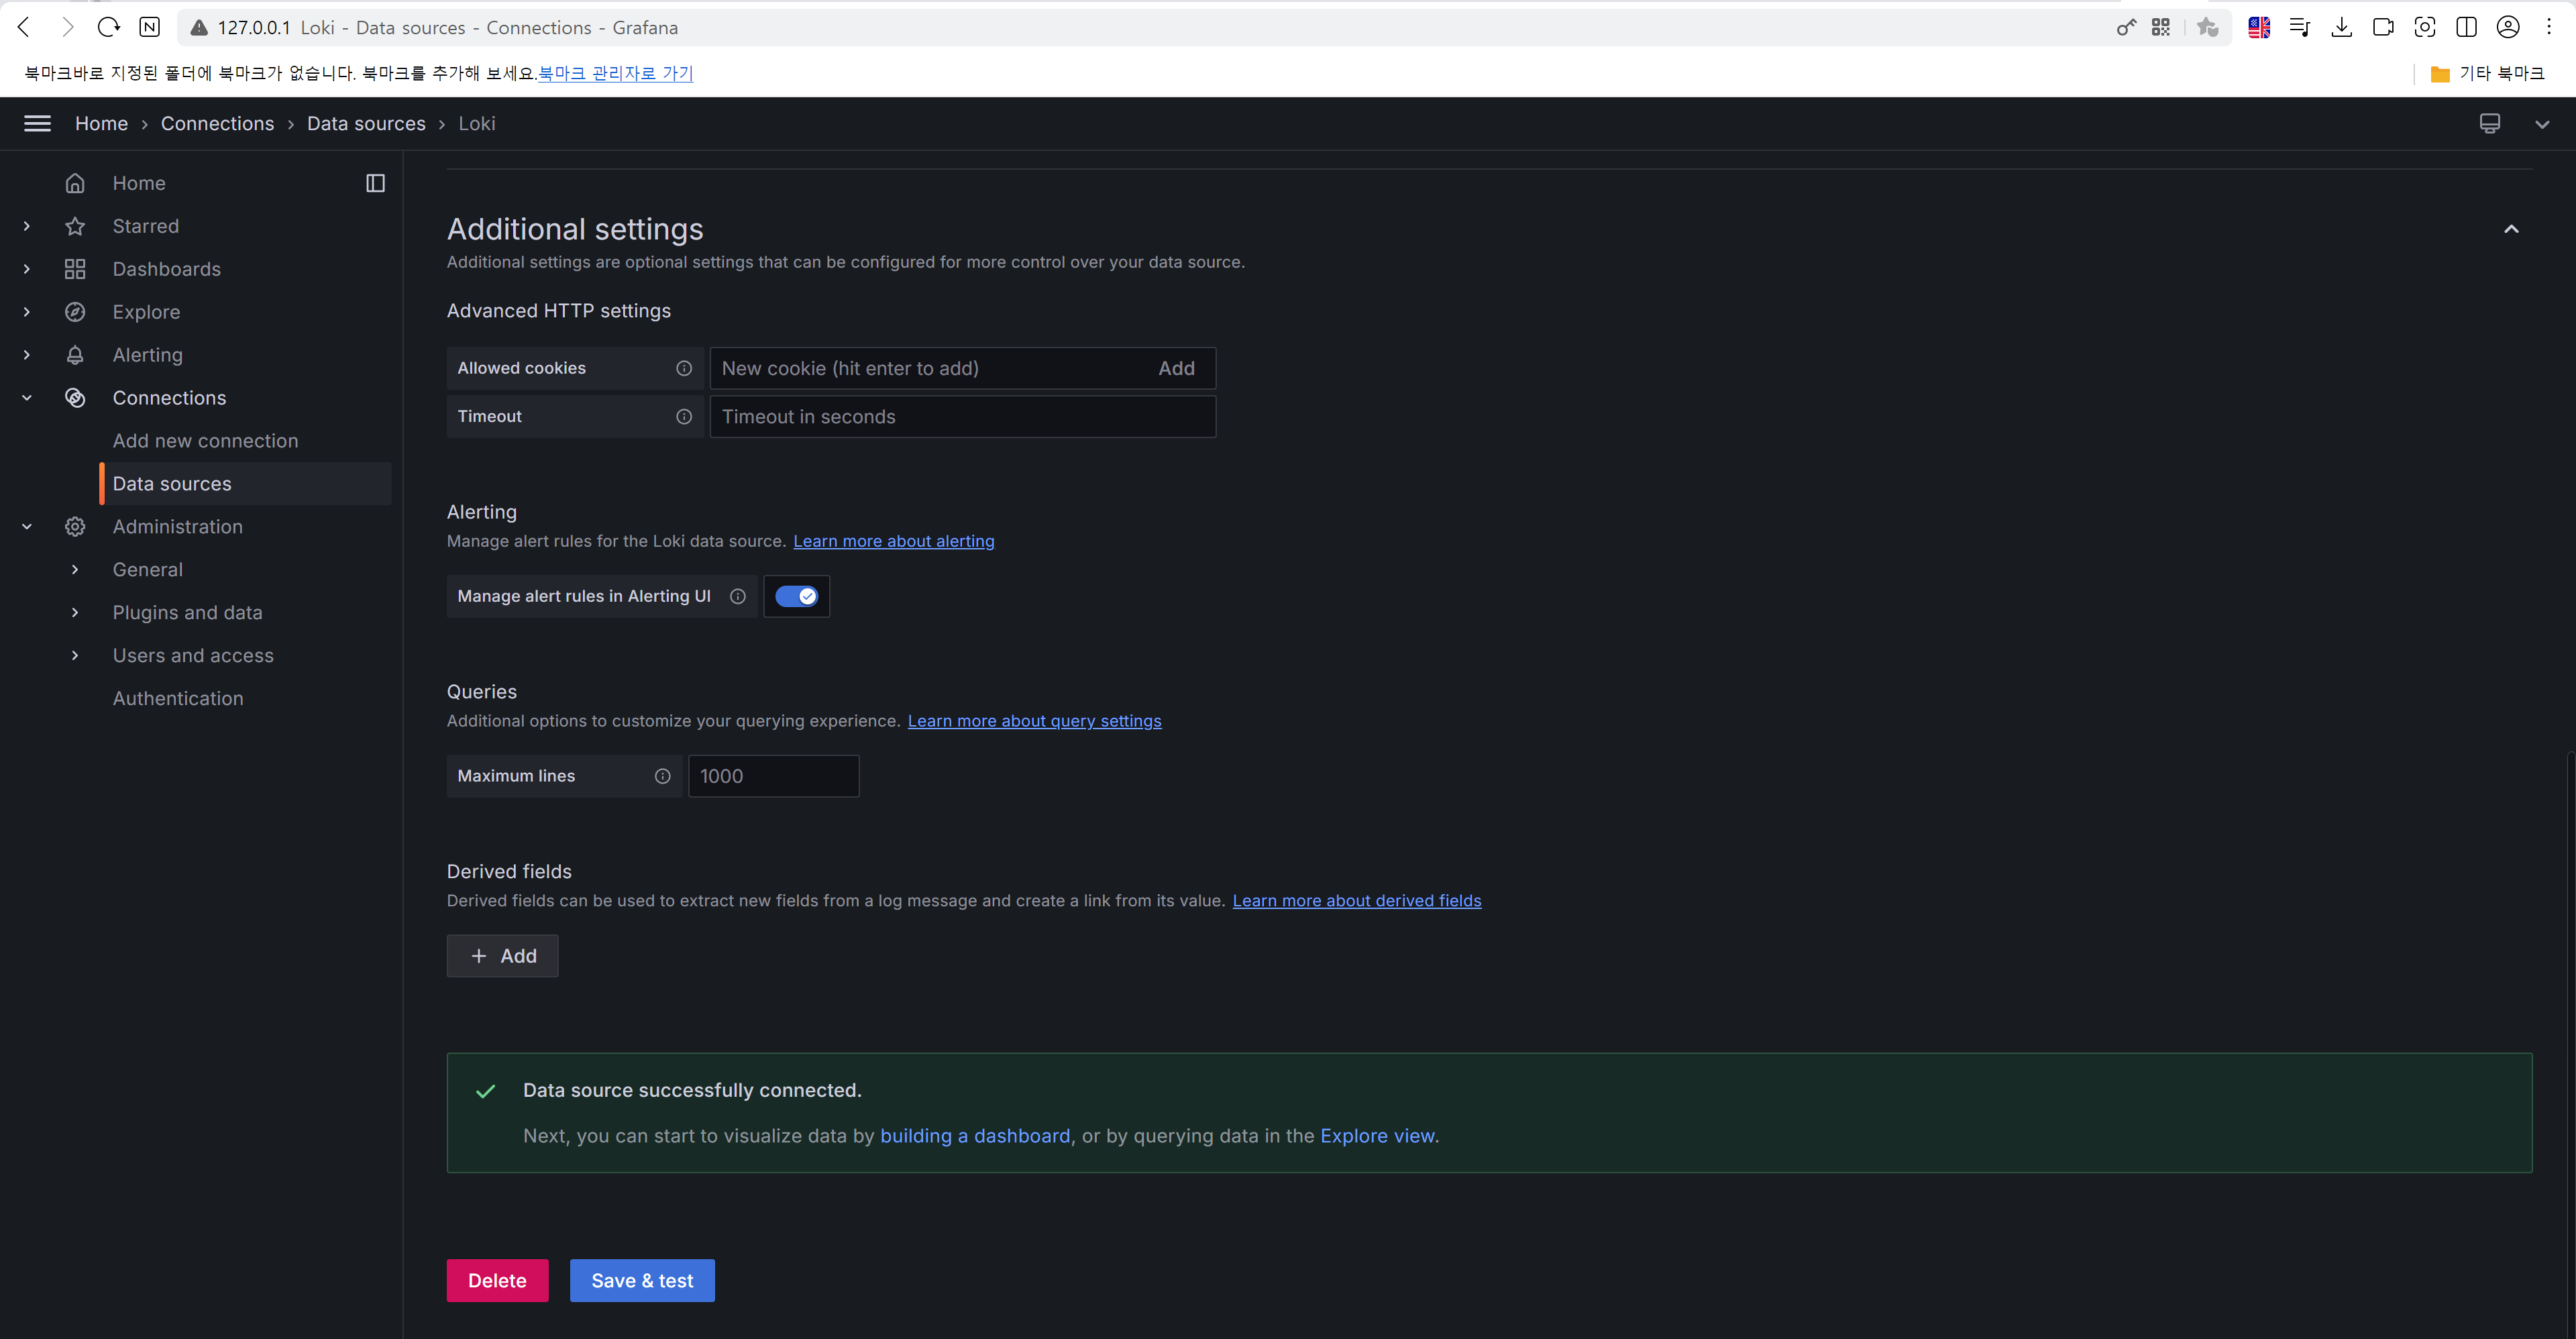 127.0.0.1 Loki - Data sources - Connections - Grafana
북마크바로 지정된 폴더에 북마크가 없습니다. 북마크를 추가해 보세요.북마크 관리자로 가기
기타 북마크
Home › Connections › Data sources › Loki
Home
Starred
Dashboards
Explore
Alerting
Connections
Add new connection
Data sources
Administration
General
Plugins and data
Users and access
Authentication
Additional settings
Additional settings are optional settings that can be configured for more control over your data source.
Advanced HTTP settings
Allowed cookies New cookie (hit enter to add) Add
Timeout Timeout in seconds
Alerting
Manage alert rules for the Loki data source. Learn more about alerting
Manage alert rules in Alerting UI
Queries
Additional options to customize your querying experience. Learn more about query settings
Maximum lines 1000
Derived fields
Derived fields can be used to extract new fields from a log message and create a link from its value. Learn more about derived fields
+ Add
Data source successfully connected.
Next, you can start to visualize data by building a dashboard, or by querying data in the Explore view.
Delete Save & test